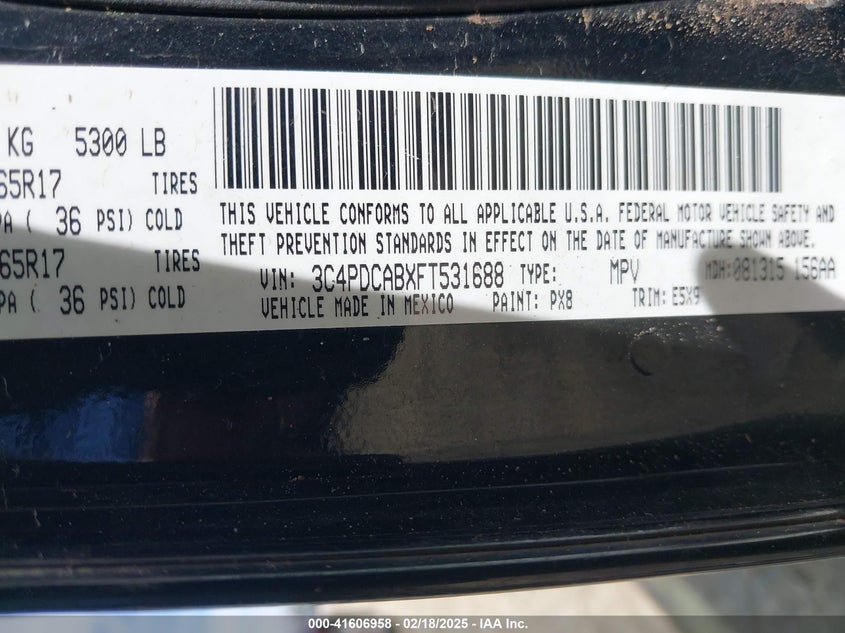 KG 5300 LB
65R17 TIRES
PA ( 36 PSI) COLD
65R17 TIRES
PA ( 36 PSI) COLD
THIS VEHICLE CONFORMS TO ALL APPLICABLE U.S.A. FEDERAL MOTOR VEHICLE SAFETY AND
THEFT PREVENTION STANDARDS IN EFFECT ON THE DATE OF MANUFACTURE SHOWN ABOVE.
VIN: 3C4PDCABXFT531688 TYPE: MPV MDH:081315 156AA
VEHICLE MADE IN MEXICO PAINT: PX8 TRIM: E5X9
000-41606958 - 02/18/2025 - IAA Inc.